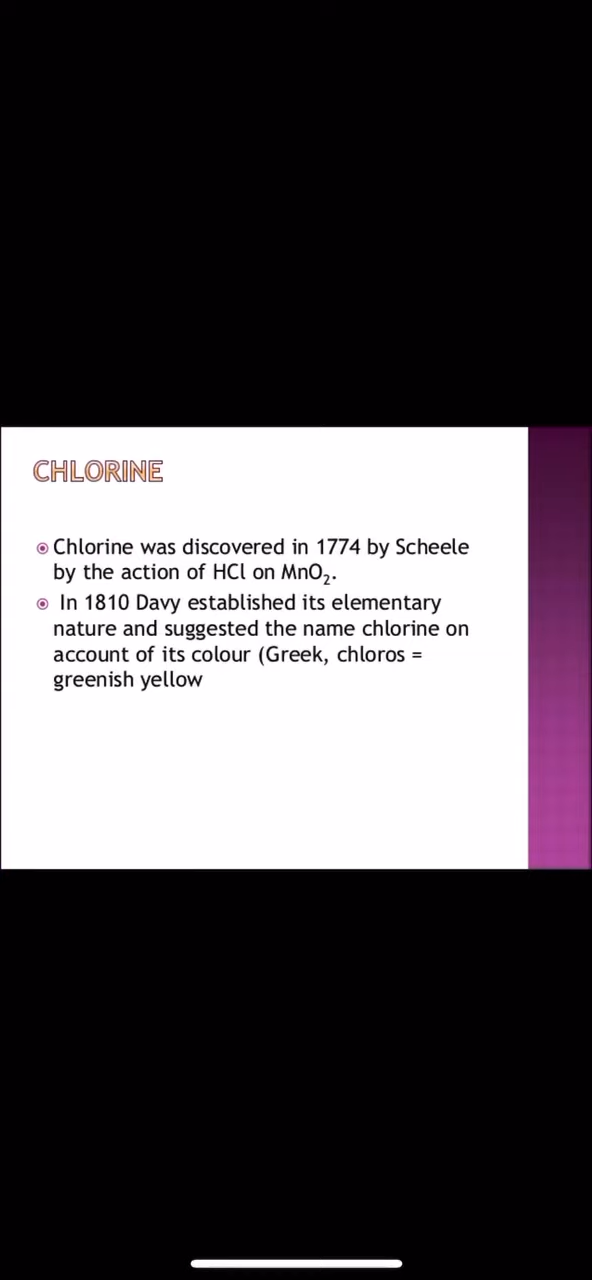 CHLORINE
Chlorine was discovered in 1774 by Scheele
by the action of HCl on MnO₂.
In 1810 Davy established its elementary
nature and suggested the name chlorine on
account of its colour (Greek, chloros =
greenish yellow